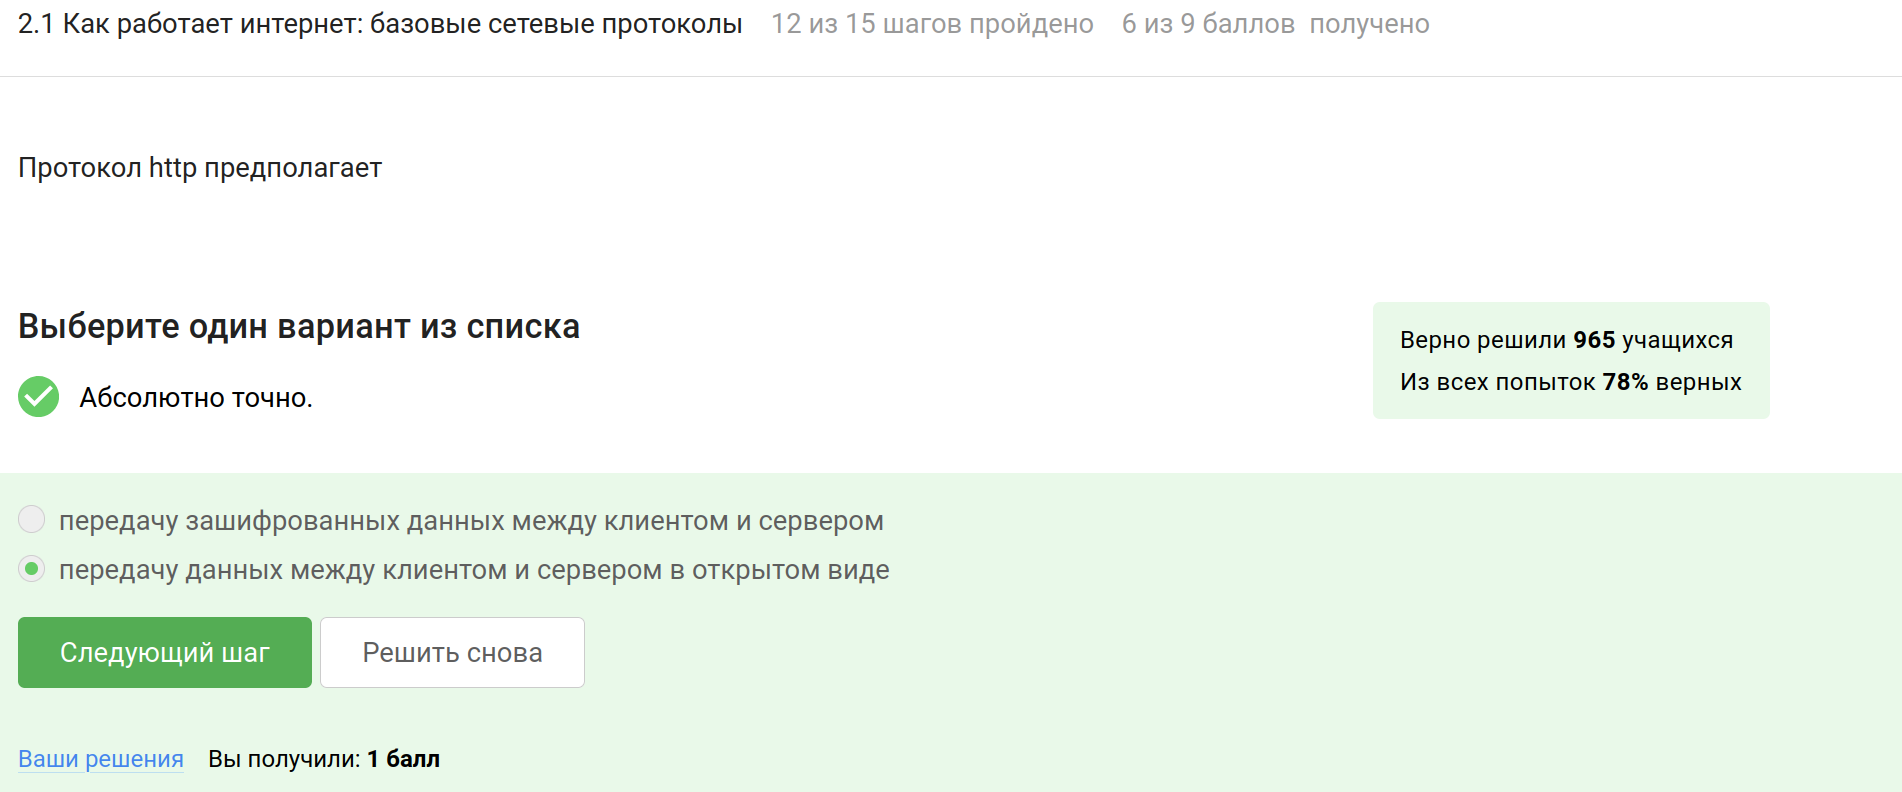 2.1 Как работает интернет: базовые сетевые протоколы 12 из 15 шагов пройдено 6 из 9 баллов получено
Протокол http предполагает
Выберите один вариант из списка
Абсолютно точно.
Верно решили 965 учащихся
Из всех попыток 78% верных
передачу зашифрованных данных между клиентом и сервером
передачу данных между клиентом и сервером в открытом виде
Следующий шаг Решить снова
Ваши решения Вы получили: 1 балл